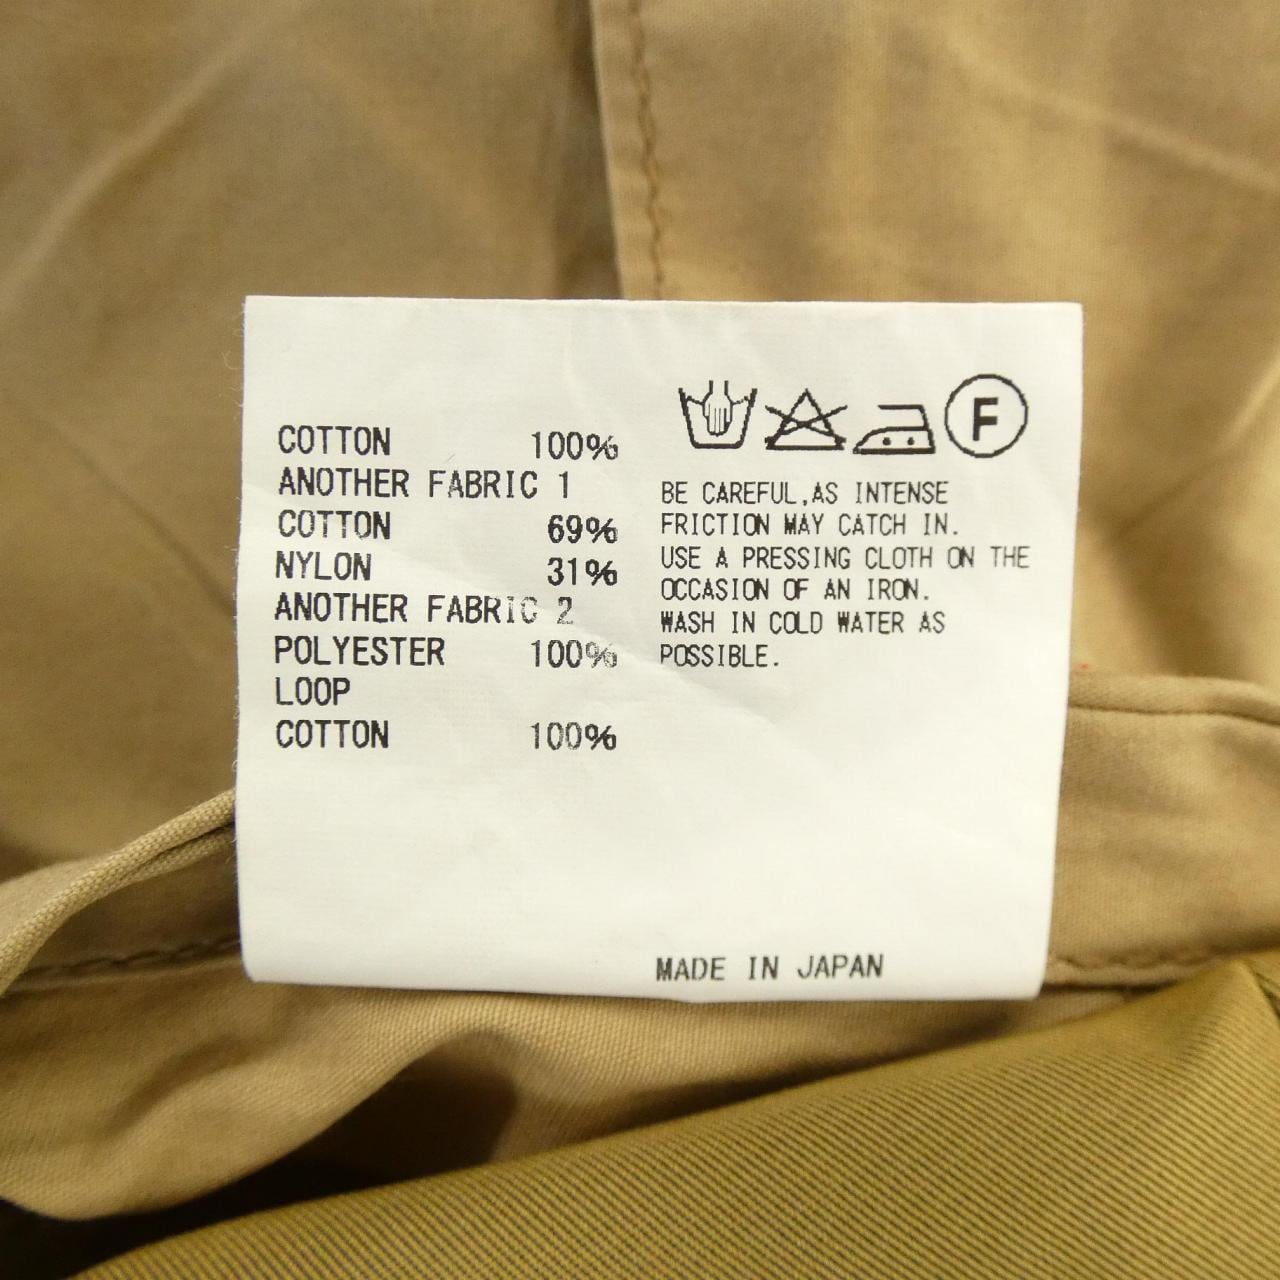 COTTON 100%
ANOTHER FABRIC 1
COTTON 69%
NYLON 31%
ANOTHER FABRIC 2
POLYESTER 100%
LOOP
COTTON 100%
F
BE CAREFUL,AS INTENSE
FRICTION MAY CATCH IN.
USE A PRESSING CLOTH ON THE
OCCASION OF AN IRON.
WASH IN COLD WATER AS
POSSIBLE.
MADE IN JAPAN